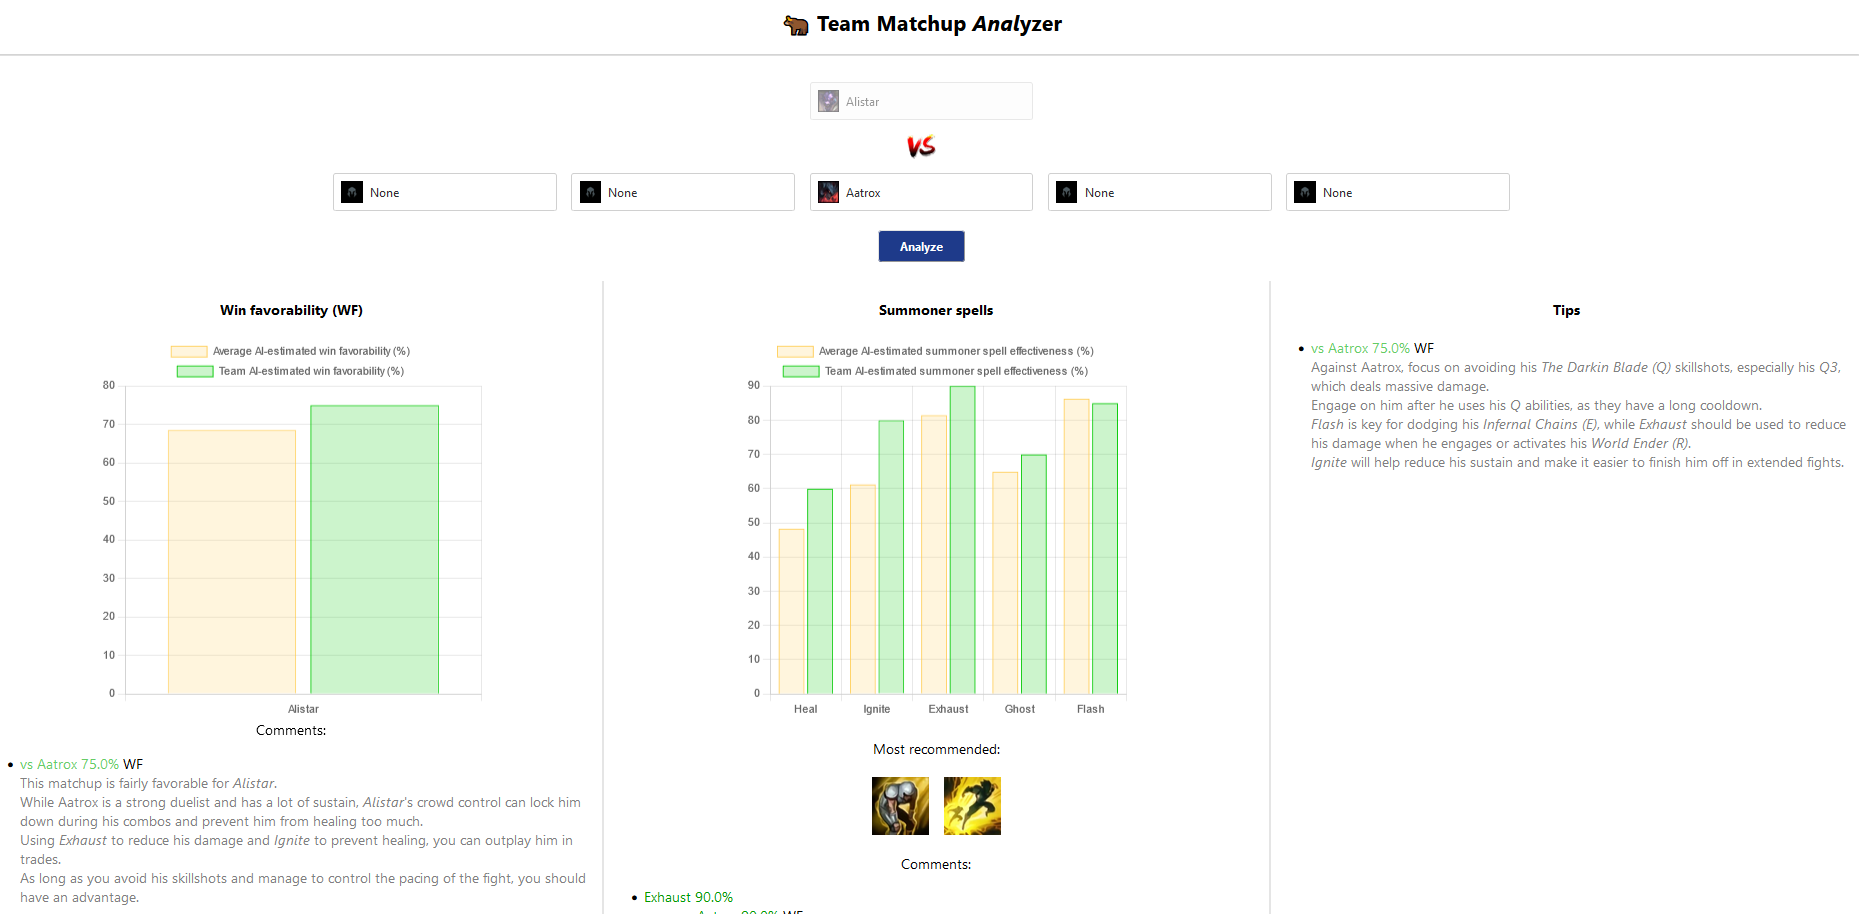 Team Matchup Analyzer
Alistar
VS
None
None
Aatrox
None
None
Analyze
Win favorability (WF)
Average AI-estimated win favorability (%)
Team AI-estimated win favorability (%)
80
70
60
50
40
30
20
10
0
Alistar
Comments:
vs Aatrox 75.0% WF
This matchup is fairly favorable for Alistar.
While Aatrox is a strong duelist and has a lot of sustain, Alistar's crowd control can lock him
down during his combos and prevent him from healing too much.
Using Exhaust to reduce his damage and Ignite to prevent healing, you can outplay him in
trades.
As long as you avoid his skillshots and manage to control the pacing of the fight, you should
have an advantage.
Summoner spells
Average AI-estimated summoner spell effectiveness (%)
Team AI-estimated summoner spell effectiveness (%)
90
80
70
60
50
40
30
20
10
0
Heal
Ignite
Exhaust
Ghost
Flash
Most recommended:
Comments:
Exhaust 90.0%
Tips
vs Aatrox 75.0% WF
Against Aatrox, focus on avoiding his The Darkin Blade (Q) skillshots, especially his Q3,
which deals massive damage.
Engage on him after he uses his Q abilities, as they have a long cooldown.
Flash is key for dodging his Infernal Chains (E), while Exhaust should be used to reduce
his damage when he engages or activates his World Ender (R).
Ignite will help reduce his sustain and make it easier to finish him off in extended fights.